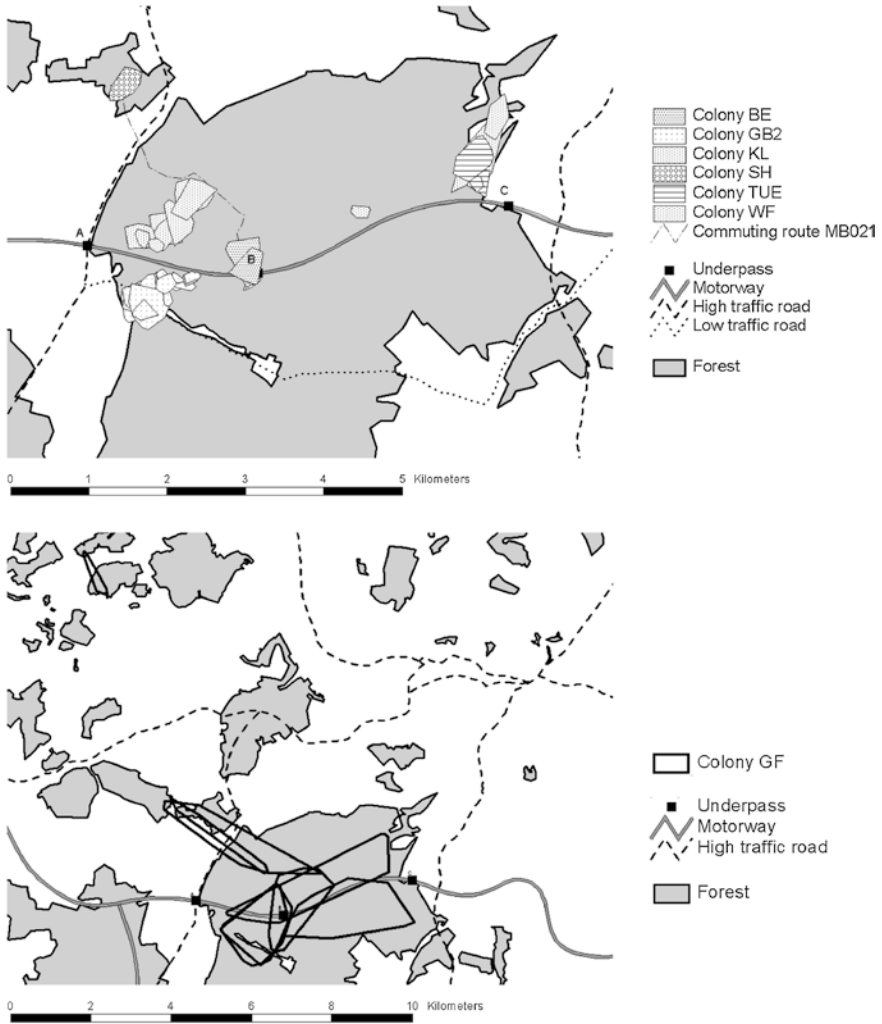 A
B
C
Colony BE
Colony GB2
Colony KL
Colony SH
Colony TUE
Colony WF
Commuting route MB021
Underpass
Motorway
High traffic road
Low traffic road
Forest
0 1 2 3 4 5 Kilometers
Colony GF
Underpass
Motorway
High traffic road
Forest
0 2 4 6 8 10 Kilometers